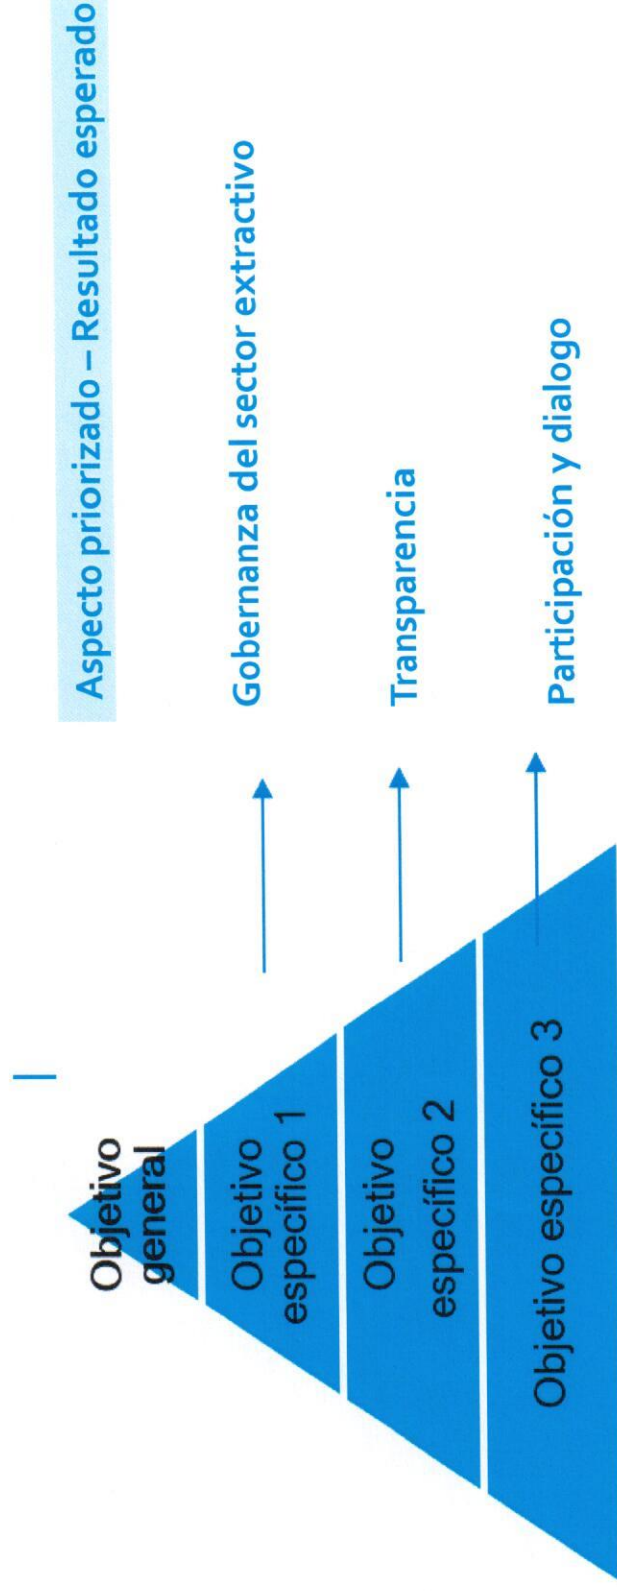 Aspecto priorizado – Resultado esperado
Objetivo
general
Objetivo
específico 1
Gobernanza del sector extractivo
Objetivo
específico 2
Transparencia
Objetivo específico 3
Participación y dialogo